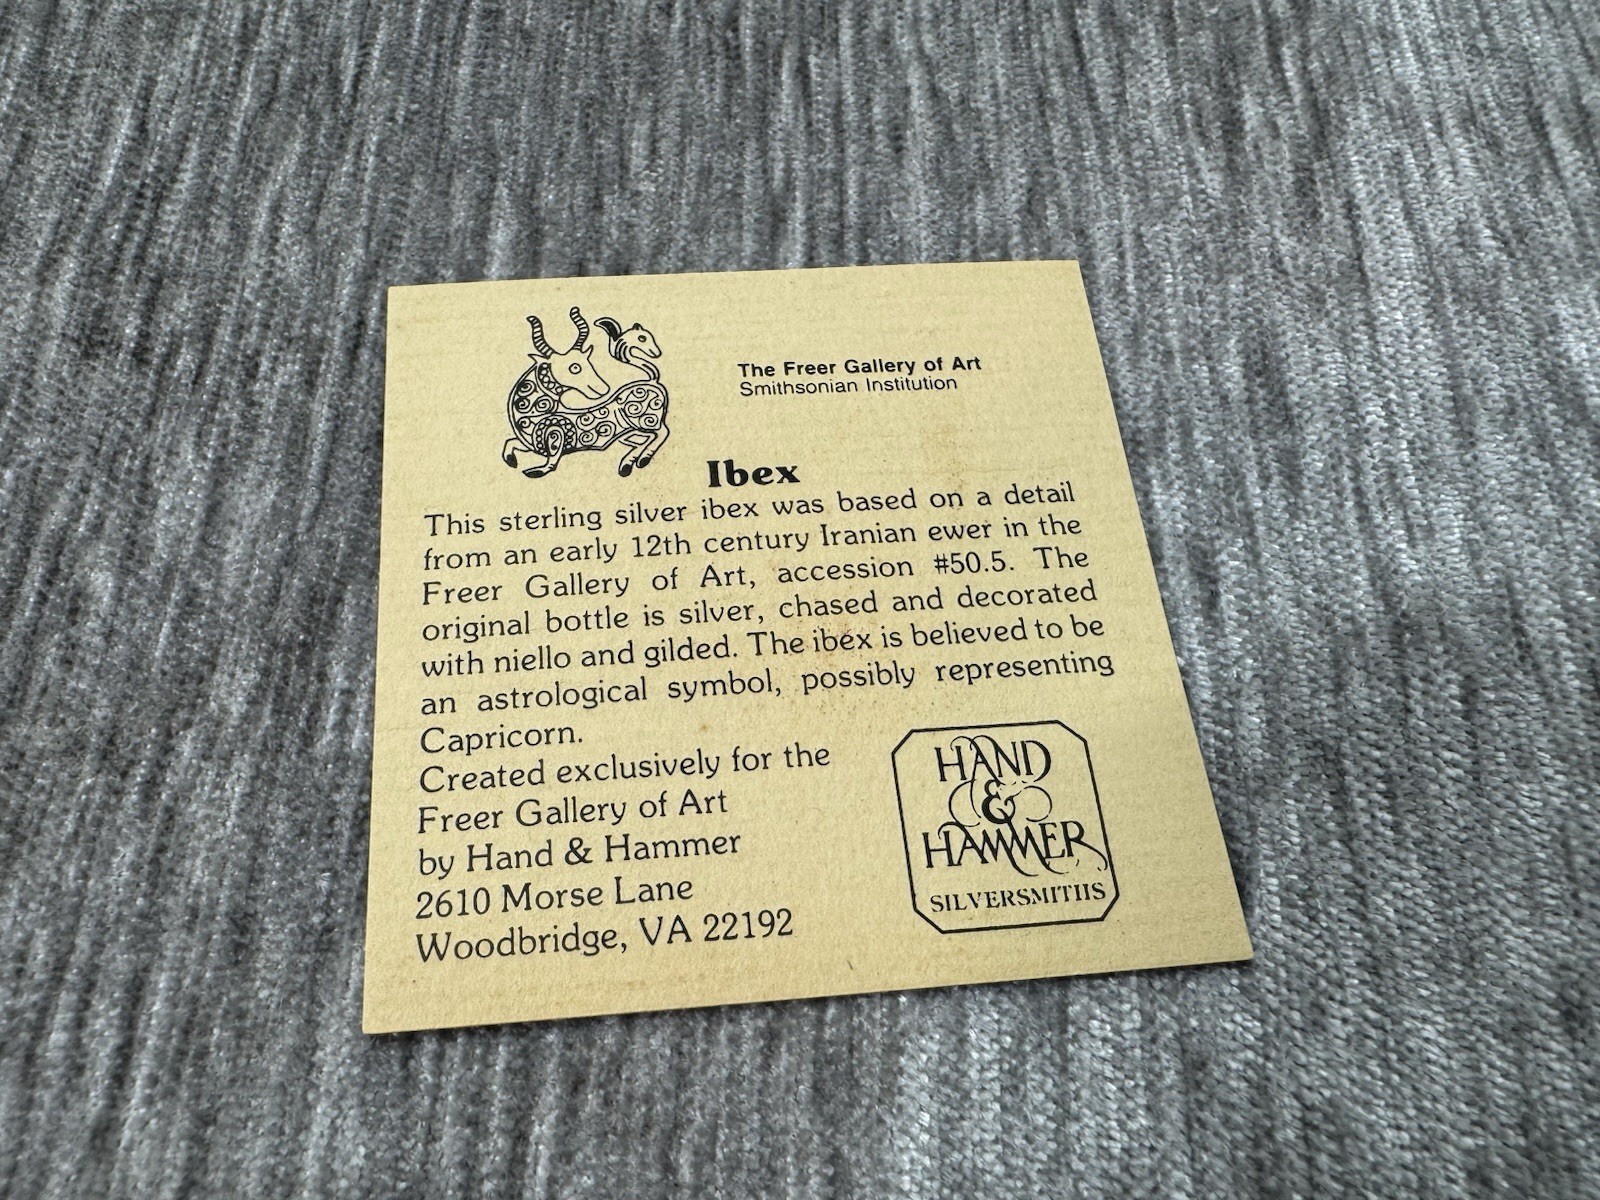 The Freer Gallery of Art
Smithsonian Institution
Ibex
This sterling silver ibex was based on a detail
from an early 12th century Iranian ewer in the
Freer Gallery of Art, accession #50.5. The
original bottle is silver, chased and decorated
with niello and gilded. The ibex is believed to be
an astrological symbol, possibly representing
Capricorn.
Created exclusively for the
Freer Gallery of Art
by Hand & Hammer
2610 Morse Lane
Woodbridge, VA 22192
HAND
&
HAMMER
SILVERSMITHS